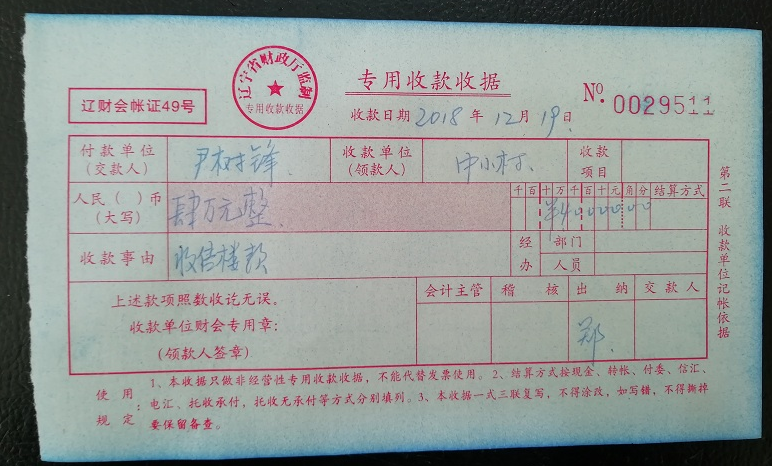 辽财会帐证49号
辽宁省财政厅监制
专用收款收据
专用收款收据
No. 0029511
收款日期 2018 年 12 月 19 日
付款单位(交款人) 尹树锋 收款单位(领款人) 中小村 收款项目
人民( )币(大写) 肆万元整 千百十万千百十元角分 结算方式
¥4000000
收款事由 收售楼款 经办 部门 人员
上述款项照数收讫无误。
收款单位财会专用章:
(领款人签章)
会计主管 稽核 出纳 交款人
郑
第二联 收款单位记帐依据
使用规定:
1、本收据只做非经营性专用收款收据,不能代替发票使用。2、结算方式按现金、转帐、付委、信汇、
电汇、托收承付,托收无承付等方式分别填列。3、本收据一式三联复写,不得涂改,如写错,不得撕掉
要保留备查。